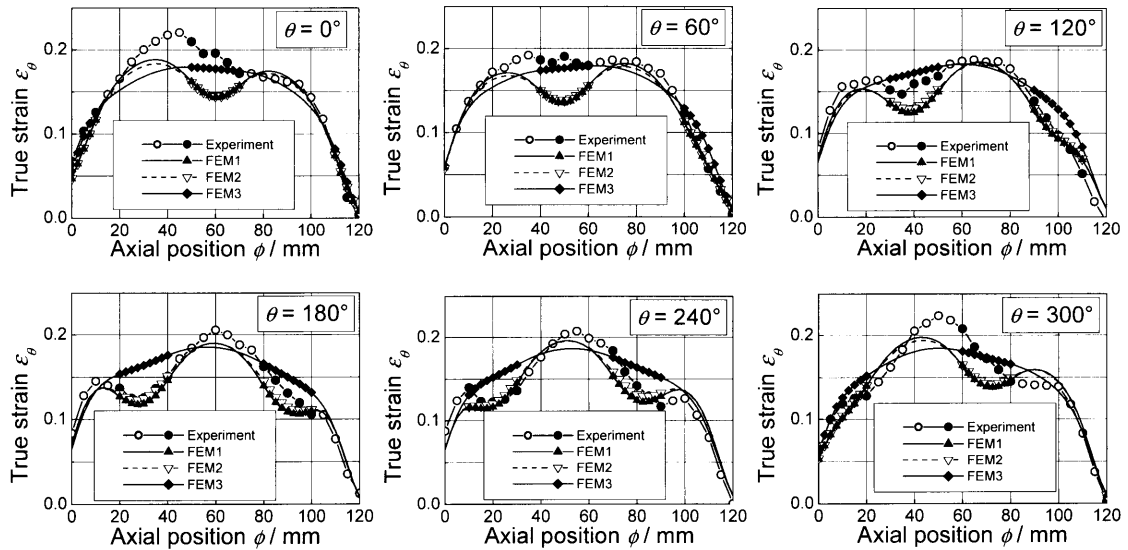 θ = 0°
True strain εθ
0.2
0.1
0.0
Experiment
FEM1
FEM2
FEM3
0 20 40 60 80 100 120
Axial position ϕ / mm
θ = 60°
True strain εθ
0.2
0.1
0.0
Experiment
FEM1
FEM2
FEM3
0 20 40 60 80 100 120
Axial position ϕ / mm
θ = 120°
True strain εθ
0.2
0.1
0.0
Experiment
FEM1
FEM2
FEM3
0 20 40 60 80 100 120
Axial position ϕ / mm
θ = 180°
True strain εθ
0.2
0.1
0.0
Experiment
FEM1
FEM2
FEM3
0 20 40 60 80 100 120
Axial position ϕ / mm
θ = 240°
True strain εθ
0.2
0.1
0.0
Experiment
FEM1
FEM2
FEM3
0 20 40 60 80 100 120
Axial position ϕ / mm
θ = 300°
True strain εθ
0.2
0.1
0.0
Experiment
FEM1
FEM2
FEM3
0 20 40 60 80 100 120
Axial position ϕ / mm